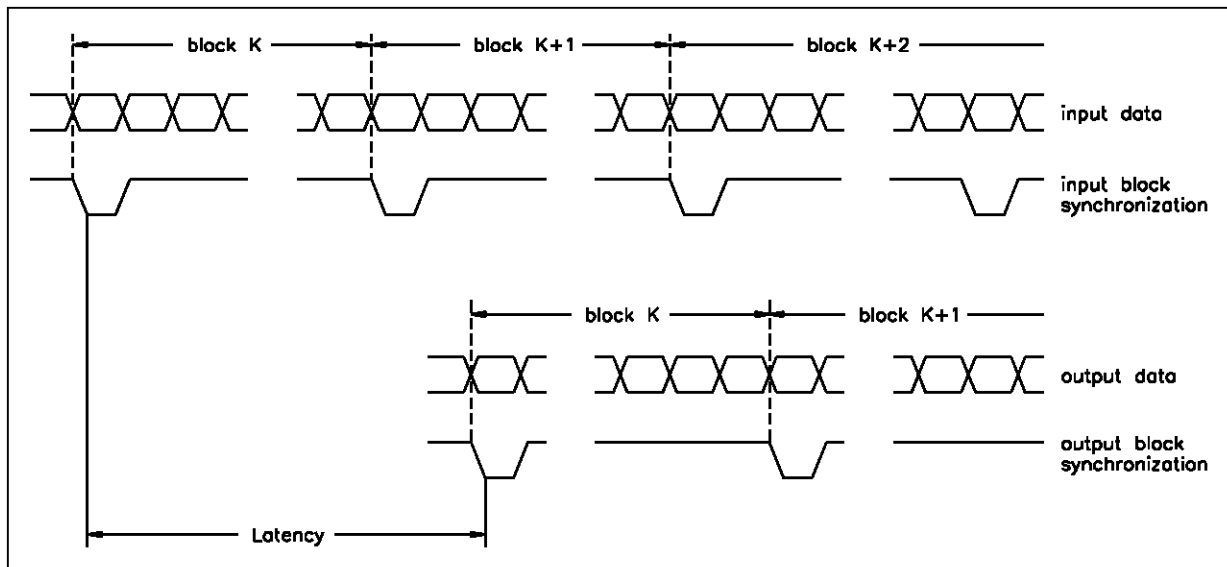 block K
block K+1
block K+2
input data
input block
synchronization
block K
block K+1
output data
output block
synchronization
Latency